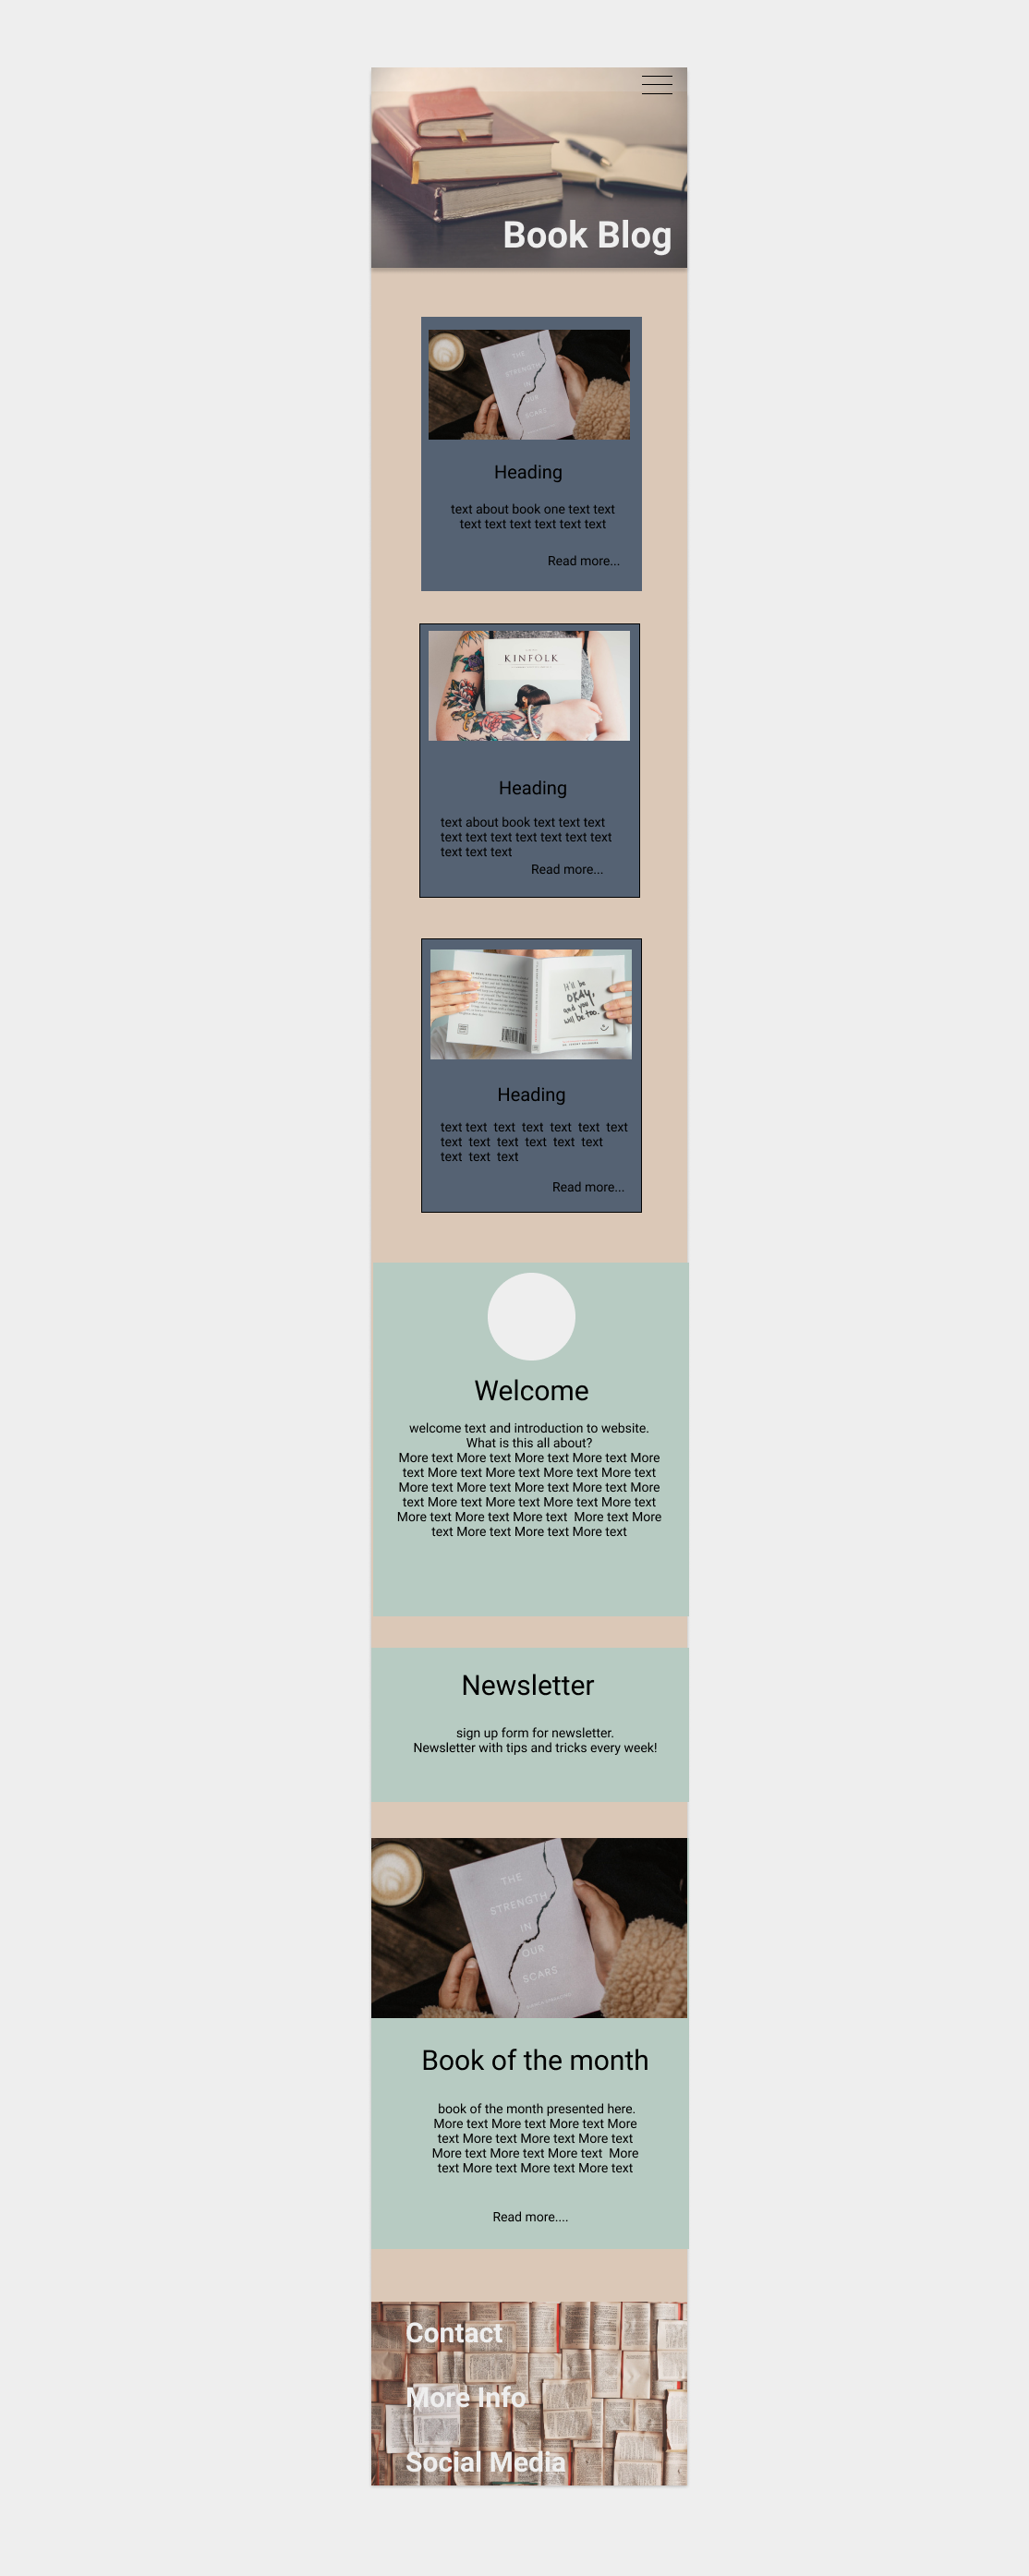 Book Blog
THE
STRENGTH
IN
OUR
SCARS
Heading
text about book one text text
text text text text text text
Read more...
KINFOLK
Heading
text about book text text text
text text text text text text text
text text text
Read more...
it'll be
OKAY,
and you
will be too.
Heading
text text  text  text  text  text  text
text  text  text  text  text  text
text  text  text
Read more...
Welcome
welcome text and introduction to website.
What is this all about?
More text More text More text More text More
text More text More text More text More text
More text More text More text More text More
text More text More text More text More text
More text More text More text  More text More
text More text More text More text
Newsletter
sign up form for newsletter.
Newsletter with tips and tricks every week!
THE
STRENGTH
IN
OUR
SCARS
Book of the month
book of the month presented here.
More text More text More text More
text More text More text More text
More text More text More text  More
text More text More text More text
Read more....
Contact
More Info
Social Media